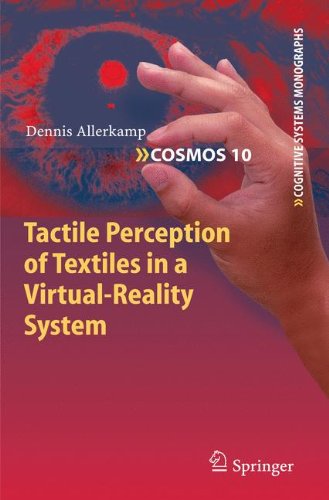 Dennis Allerkamp
»COSMOS 10
» COGNITIVE SYSTEMS MONOGRAPHS
Tactile Perception
of Textiles in a
Virtual-Reality
System
Springer